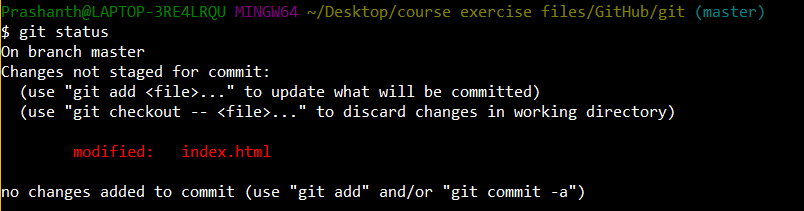 Prashanth@LAPTOP-3RE4LRQU MINGW64 ~/Desktop/course exercise files/GitHub/git (master)
$ git status
On branch master
Changes not staged for commit:
  (use "git add <file>..." to update what will be committed)
  (use "git checkout -- <file>..." to discard changes in working directory)
        modified:   index.html
no changes added to commit (use "git add" and/or "git commit -a")